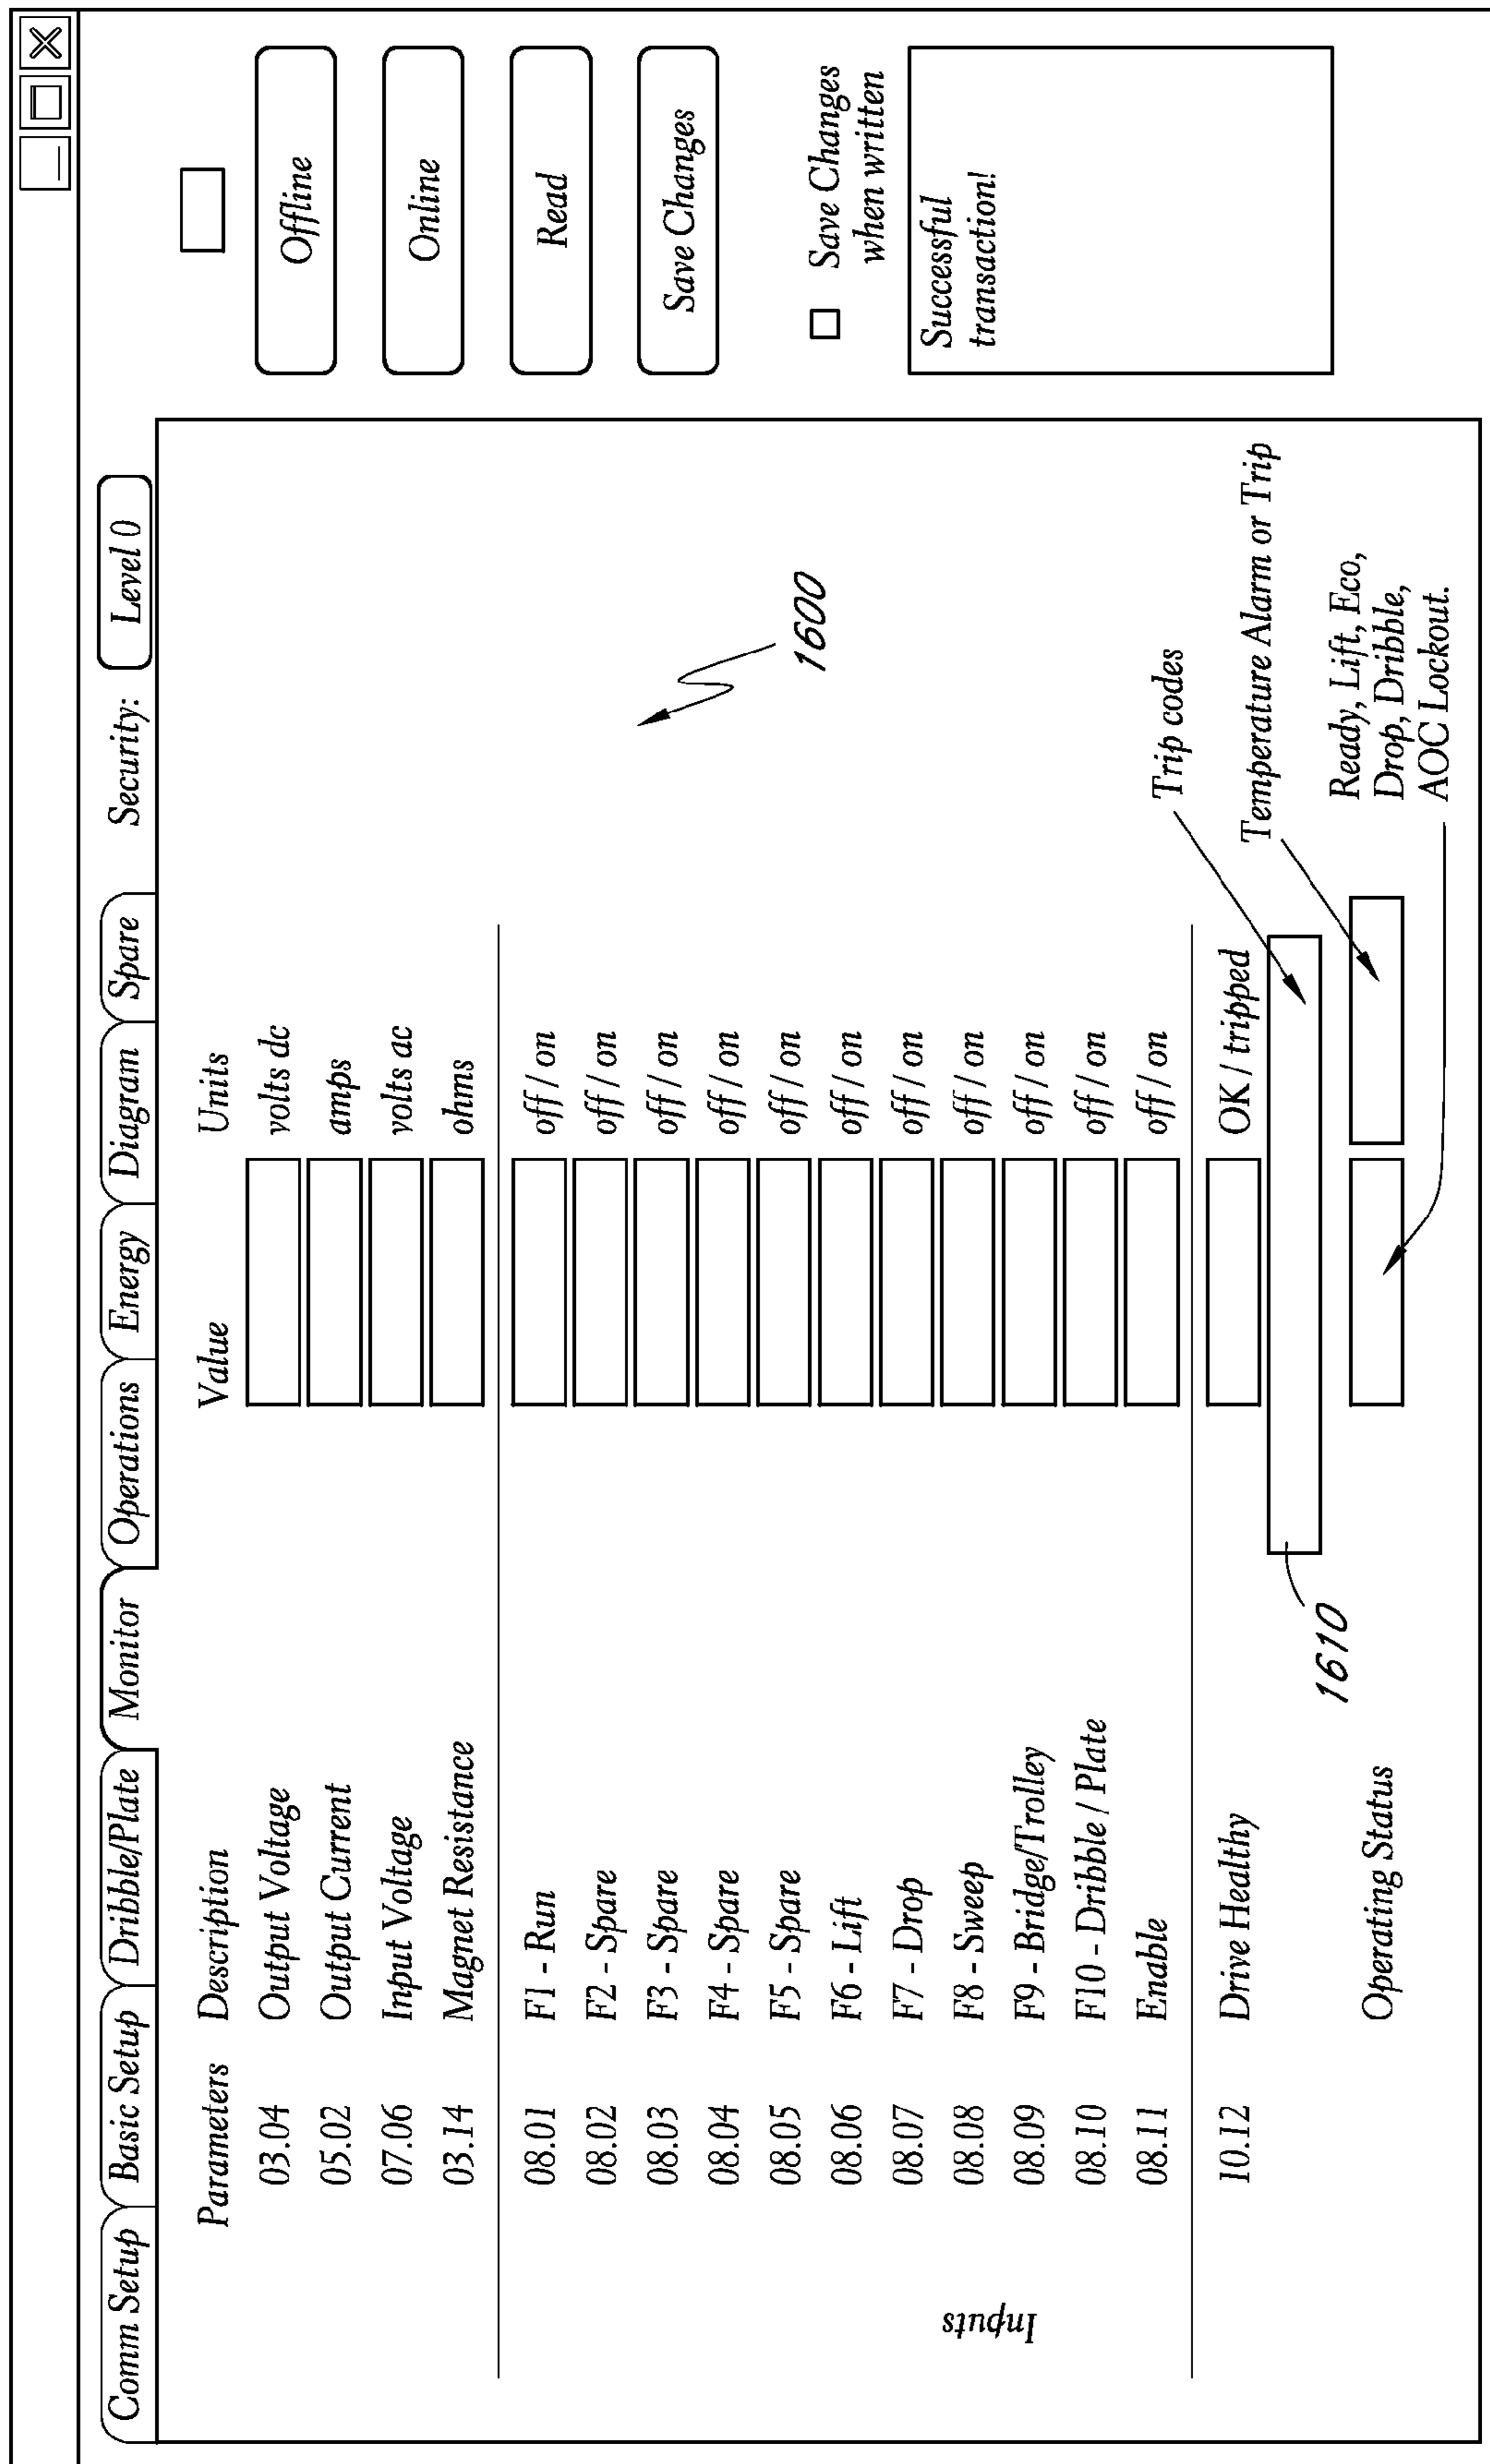 Comm Setup Basic Setup Dribble/Plate Monitor Operations Energy Diagram Spare Security: Level 0
Parameters Description Value Units
03.04 Output Voltage volts dc
05.02 Output Current amps
07.06 Input Voltage volts ac
03.14 Magnet Resistance ohms
Inputs
08.01 F1 - Run off / on
08.02 F2 - Spare off / on
08.03 F3 - Spare off / on
08.04 F4 - Spare off / on
08.05 F5 - Spare off / on
08.06 F6 - Lift off / on
08.07 F7 - Drop off / on
08.08 F8 - Sweep off / on
08.09 F9 - Bridge/Trolley off / on
08.10 F10 - Dribble / Plate off / on
08.11 Enable off / on
10.12 Drive Healthy OK / tripped
1610
Operating Status
1600
Trip codes
Temperature Alarm or Trip
Ready, Lift, Eco,
Drop, Dribble,
AOC Lockout.
Offline
Online
Read
Save Changes
Save Changes
when written
Successful
transaction!